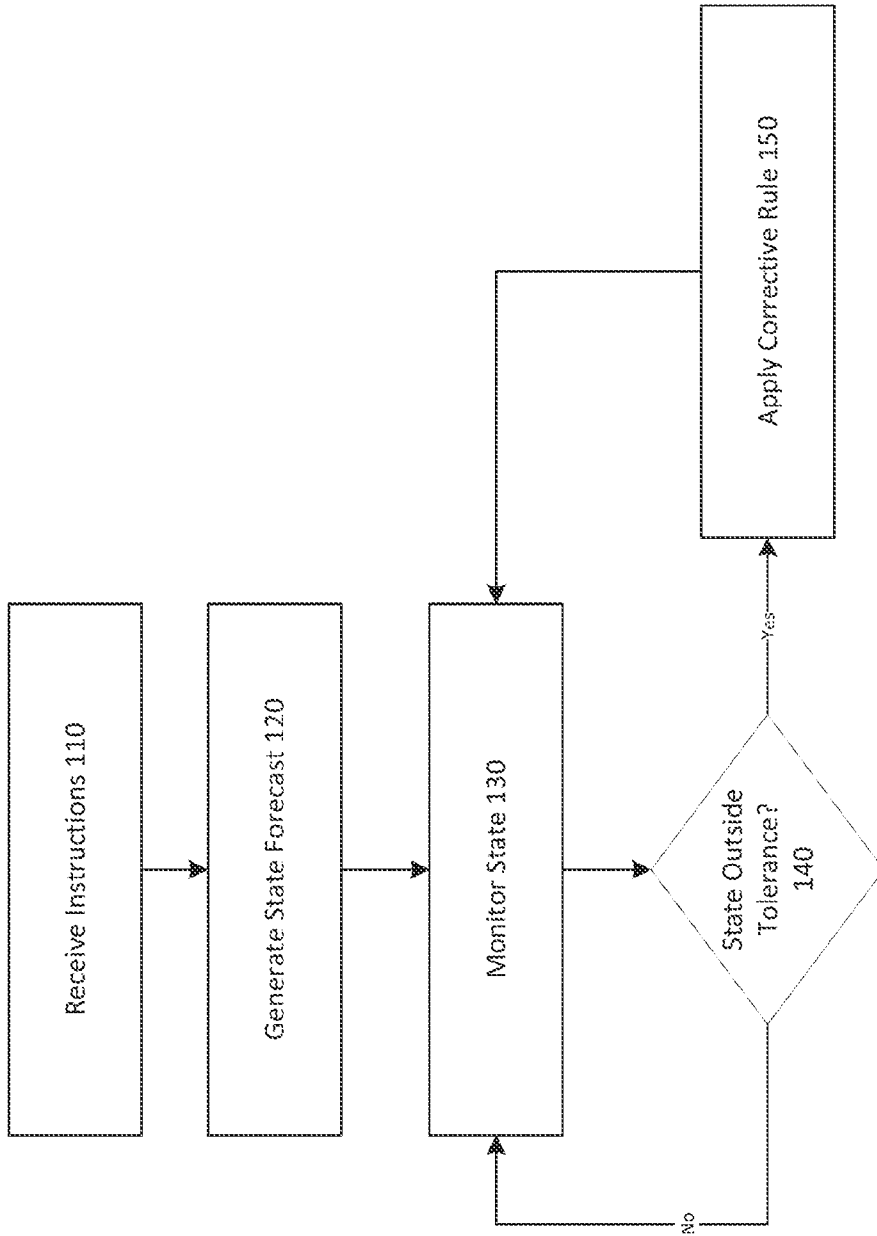 Receive Instructions 110
Generate State Forecast 120
Monitor State 130
State Outside
Tolerance?
140
No
Yes
Apply Corrective Rule 150